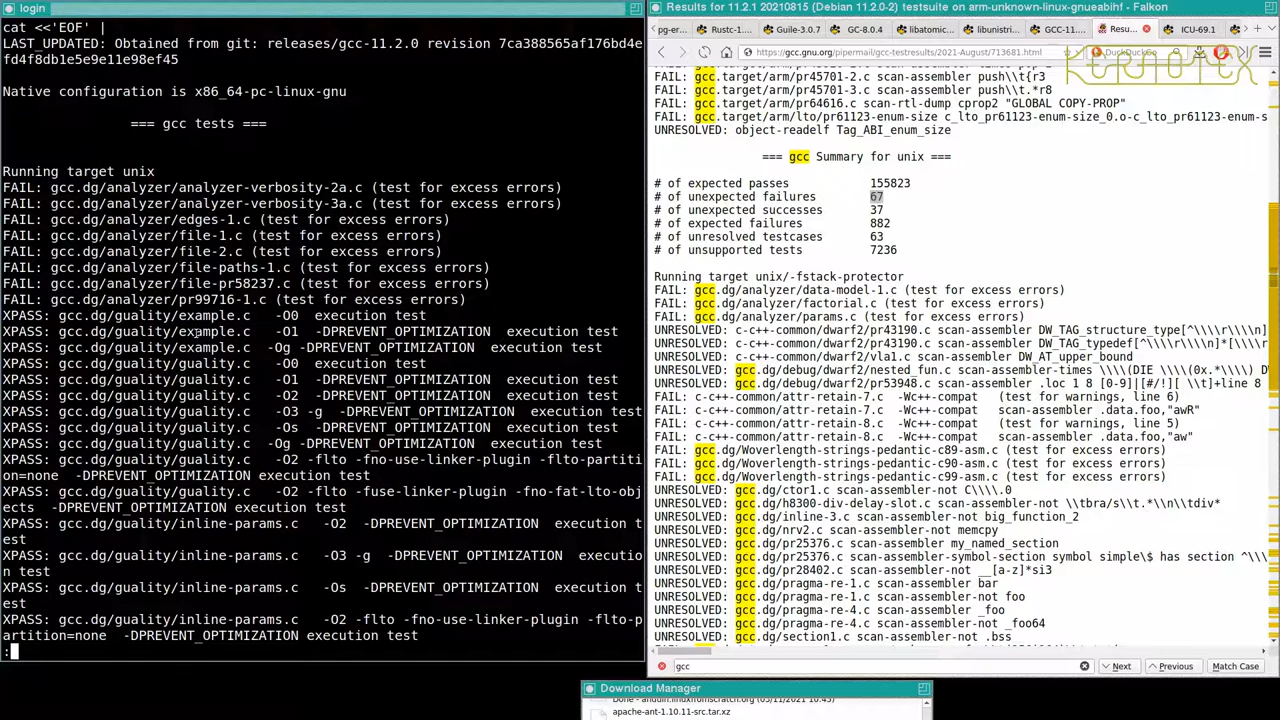 login
cat <<'EOF' |
LAST_UPDATED: Obtained from git: releases/gcc-11.2.0 revision 7ca388565af176bd4e
fd4f8db1e5e9e11e98ef45
Native configuration is x86_64-pc-linux-gnu
=== gcc tests ===
Running target unix
FAIL: gcc.dg/analyzer/analyzer-verbosity-2a.c (test for excess errors)
FAIL: gcc.dg/analyzer/analyzer-verbosity-3a.c (test for excess errors)
FAIL: gcc.dg/analyzer/edges-1.c (test for excess errors)
FAIL: gcc.dg/analyzer/file-1.c (test for excess errors)
FAIL: gcc.dg/analyzer/file-2.c (test for excess errors)
FAIL: gcc.dg/analyzer/file-paths-1.c (test for excess errors)
FAIL: gcc.dg/analyzer/file-pr58237.c (test for excess errors)
FAIL: gcc.dg/analyzer/pr99716-1.c (test for excess errors)
XPASS: gcc.dg/guality/example.c   -O0  execution test
XPASS: gcc.dg/guality/example.c   -O1  -DPREVENT_OPTIMIZATION  execution test
XPASS: gcc.dg/guality/example.c  -Og -DPREVENT_OPTIMIZATION  execution test
XPASS: gcc.dg/guality/guality.c   -O0  execution test
XPASS: gcc.dg/guality/guality.c   -O1  -DPREVENT_OPTIMIZATION  execution test
XPASS: gcc.dg/guality/guality.c   -O2  -DPREVENT_OPTIMIZATION  execution test
XPASS: gcc.dg/guality/guality.c   -O3 -g  -DPREVENT_OPTIMIZATION  execution test
XPASS: gcc.dg/guality/guality.c   -Os  -DPREVENT_OPTIMIZATION  execution test
XPASS: gcc.dg/guality/guality.c  -Og -DPREVENT_OPTIMIZATION  execution test
XPASS: gcc.dg/guality/guality.c   -O2 -flto -fno-use-linker-plugin -flto-partiti
on=none  -DPREVENT_OPTIMIZATION execution test
XPASS: gcc.dg/guality/guality.c   -O2 -flto -fuse-linker-plugin -fno-fat-lto-obj
ects  -DPREVENT_OPTIMIZATION execution test
XPASS: gcc.dg/guality/inline-params.c   -O2  -DPREVENT_OPTIMIZATION  execution t
est
XPASS: gcc.dg/guality/inline-params.c   -O3 -g  -DPREVENT_OPTIMIZATION  executio
n test
XPASS: gcc.dg/guality/inline-params.c   -Os  -DPREVENT_OPTIMIZATION  execution t
est
XPASS: gcc.dg/guality/inline-params.c   -O2 -flto -fno-use-linker-plugin -flto-p
artition=none  -DPREVENT_OPTIMIZATION execution test
:
Results for 11.2.1 20210815 (Debian 11.2.0-2) testsuite on arm-unknown-linux-gnueabihf - Falkon
pg-er... Rustc-1.... Guile-3.0.7 GC-8.0.4 libatomic... libunistri... GCC-11.... Resu... ICU-69.1
https://gcc.gnu.org/pipermail/gcc-testresults/2021-August/713681.html DuckDuckGo
KERNOTEX
FAIL: gcc.target/arm/pr45701-2.c scan-assembler push\\t{r3
FAIL: gcc.target/arm/pr45701-3.c scan-assembler push\\t.*r8
FAIL: gcc.target/arm/pr64616.c scan-rtl-dump cprop2 "GLOBAL COPY-PROP"
FAIL: gcc.target/arm/lto/pr61123-enum-size c_lto_pr61123-enum-size_0.o-c_lto_pr61123-enum-s
UNRESOLVED: object-readelf Tag_ABI_enum_size
=== gcc Summary for unix ===
# of expected passes 155823
# of unexpected failures 67
# of unexpected successes 37
# of expected failures 882
# of unresolved testcases 63
# of unsupported tests 7236
Running target unix/-fstack-protector
FAIL: gcc.dg/analyzer/data-model-1.c (test for excess errors)
FAIL: gcc.dg/analyzer/factorial.c (test for excess errors)
FAIL: gcc.dg/analyzer/params.c (test for excess errors)
UNRESOLVED: c-c++-common/dwarf2/pr43190.c scan-assembler DW_TAG_structure_type[^\\\\r\\\\n]
UNRESOLVED: c-c++-common/dwarf2/pr43190.c scan-assembler DW_TAG_typedef[^\\\\r\\\\n]*[\\\\r
UNRESOLVED: c-c++-common/dwarf2/vla1.c scan-assembler DW_AT_upper_bound
UNRESOLVED: gcc.dg/debug/dwarf2/nested_fun.c scan-assembler-times \\\\(DIE \\\\(0x.*\\\\) D
UNRESOLVED: gcc.dg/debug/dwarf2/pr53948.c scan-assembler .loc 1 8 [0-9]|[#/!][ \\t]+line 8
FAIL: c-c++-common/attr-retain-7.c  -Wc++-compat   (test for warnings, line 6)
FAIL: c-c++-common/attr-retain-7.c  -Wc++-compat   scan-assembler .data.foo,"awR"
FAIL: c-c++-common/attr-retain-8.c  -Wc++-compat   (test for warnings, line 5)
FAIL: c-c++-common/attr-retain-8.c  -Wc++-compat   scan-assembler .data.foo,"aw"
FAIL: gcc.dg/Woverlength-strings-pedantic-c89-asm.c (test for excess errors)
FAIL: gcc.dg/Woverlength-strings-pedantic-c90-asm.c (test for excess errors)
FAIL: gcc.dg/Woverlength-strings-pedantic-c99-asm.c (test for excess errors)
UNRESOLVED: gcc.dg/ctor1.c scan-assembler-not C\\\\.0
UNRESOLVED: gcc.dg/h8300-div-delay-slot.c scan-assembler-not \\tbra/s\\t.*\\n\\tdiv*
UNRESOLVED: gcc.dg/inline-3.c scan-assembler-not big_function_2
UNRESOLVED: gcc.dg/nrv2.c scan-assembler-not memcpy
UNRESOLVED: gcc.dg/pr25376.c scan-assembler my_named_section
UNRESOLVED: gcc.dg/pr25376.c scan-assembler-symbol-section symbol simple\$ has section ^\\\
UNRESOLVED: gcc.dg/pr28402.c scan-assembler-not __[a-z]*si3
UNRESOLVED: gcc.dg/pragma-re-1.c scan-assembler bar
UNRESOLVED: gcc.dg/pragma-re-1.c scan-assembler-not foo
UNRESOLVED: gcc.dg/pragma-re-4.c scan-assembler _foo
UNRESOLVED: gcc.dg/pragma-re-4.c scan-assembler-not _foo64
UNRESOLVED: gcc.dg/section1.c scan-assembler-not .bss
gcc Next Previous Match Case
Download Manager
apache-ant-1.10.11-src.tar.xz